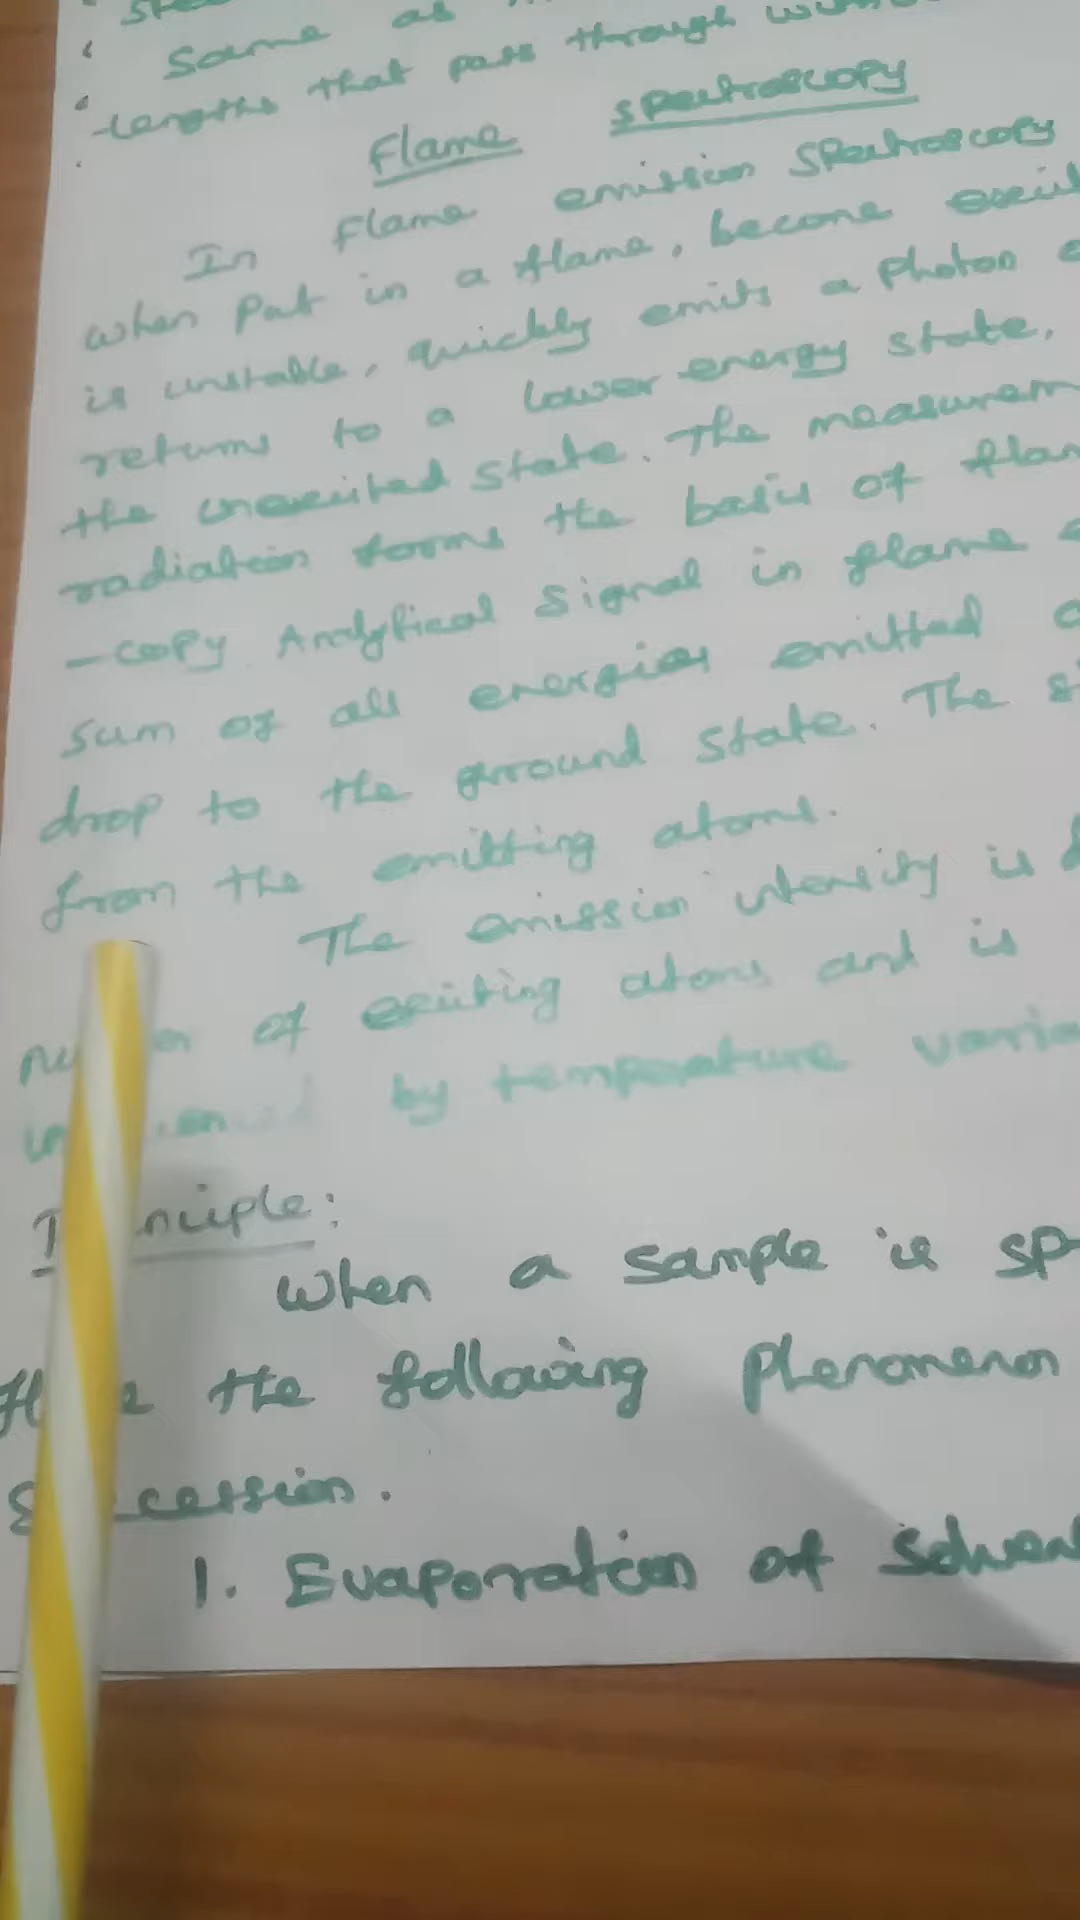 same as
-lengths that pass through
Flame spectroscopy
In flame emission spectroscopy
when put in a flame, become
is unstable, quickly emits a photon
returns to a lower energy state,
the unexcited state. The
radiation forms the basis of
-copy. Analytical signal in flame
sum of all energies emitted
drop to the ground state. The
from the emitting atoms.
The emission intensity is
of exciting atoms and is
by temperature
When a sample is sp
the following phenomenon
cession.
1. Evaporation of